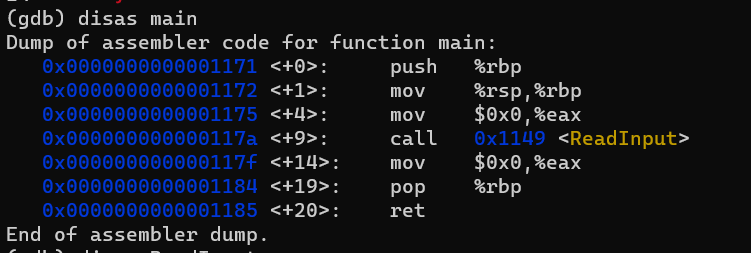 (gdb) disas main
Dump of assembler code for function main:
   0x0000000000001171 <+0>:     push   %rbp
   0x0000000000001172 <+1>:     mov    %rsp,%rbp
   0x0000000000001175 <+4>:     mov    $0x0,%eax
   0x000000000000117a <+9>:     call   0x1149 <ReadInput>
   0x000000000000117f <+14>:    mov    $0x0,%eax
   0x0000000000001184 <+19>:    pop    %rbp
   0x0000000000001185 <+20>:    ret
End of assembler dump.